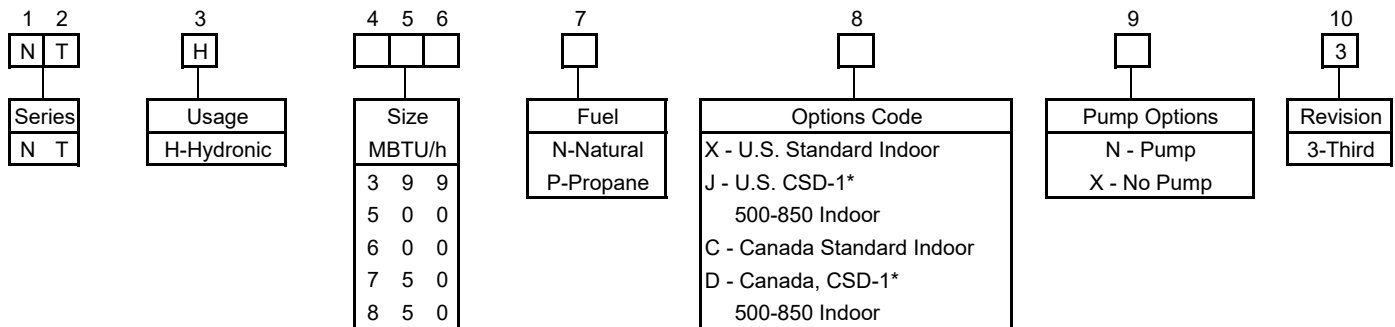 1 2 3 4 5 6 7 8 9 10
N T H 3
Series Usage Size Fuel Options Code Pump Options Revision
N T H-Hydronic MBTU/h N-Natural X - U.S. Standard Indoor N - Pump 3-Third
3 9 9 P-Propane J - U.S. CSD-1* X - No Pump
5 0 0 500-850 Indoor
6 0 0 C - Canada Standard Indoor
7 5 0 D - Canada, CSD-1*
8 5 0 500-850 Indoor